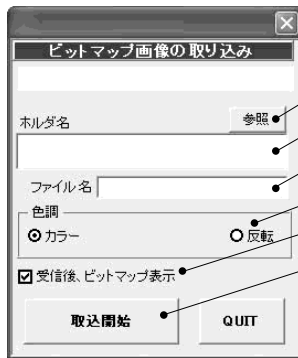 ビットマップ画像の取り込み
ホルダ名
参照
ファイル名
色調
カラー
反転
受信後、ビットマップ表示
取込開始
QUIT